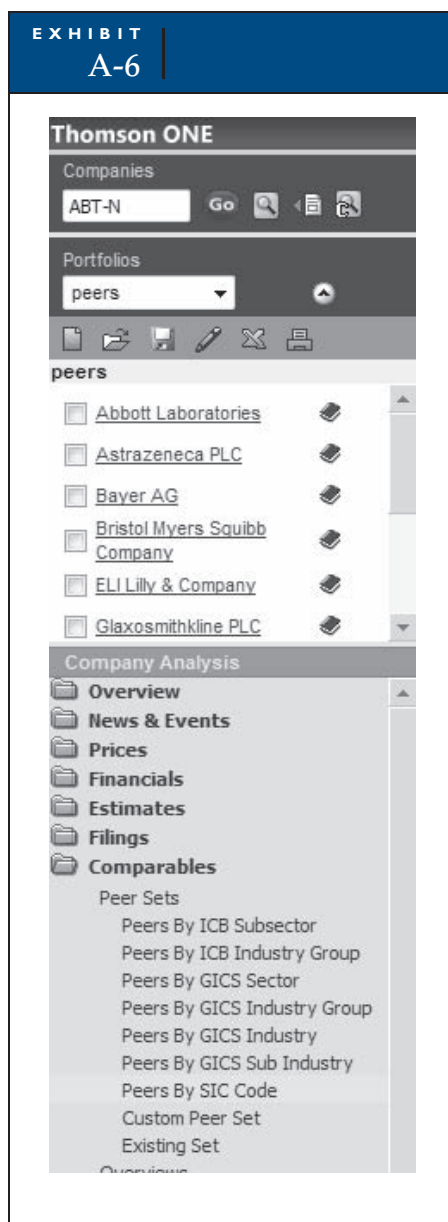 EXHIBIT
A-6
Thomson ONE
Companies
ABT-N
Go
Portfolios
peers
peers
Abbott Laboratories
Astrazeneca PLC
Bayer AG
Bristol Myers Squibb
Company
ELI Lilly & Company
Glaxosmithkline PLC
Company Analysis
Overview
News & Events
Prices
Financials
Estimates
Filings
Comparables
Peer Sets
Peers By ICB Subsector
Peers By ICB Industry Group
Peers By GICS Sector
Peers By GICS Industry Group
Peers By GICS Industry
Peers By GICS Sub Industry
Peers By SIC Code
Custom Peer Set
Existing Set
Overviews